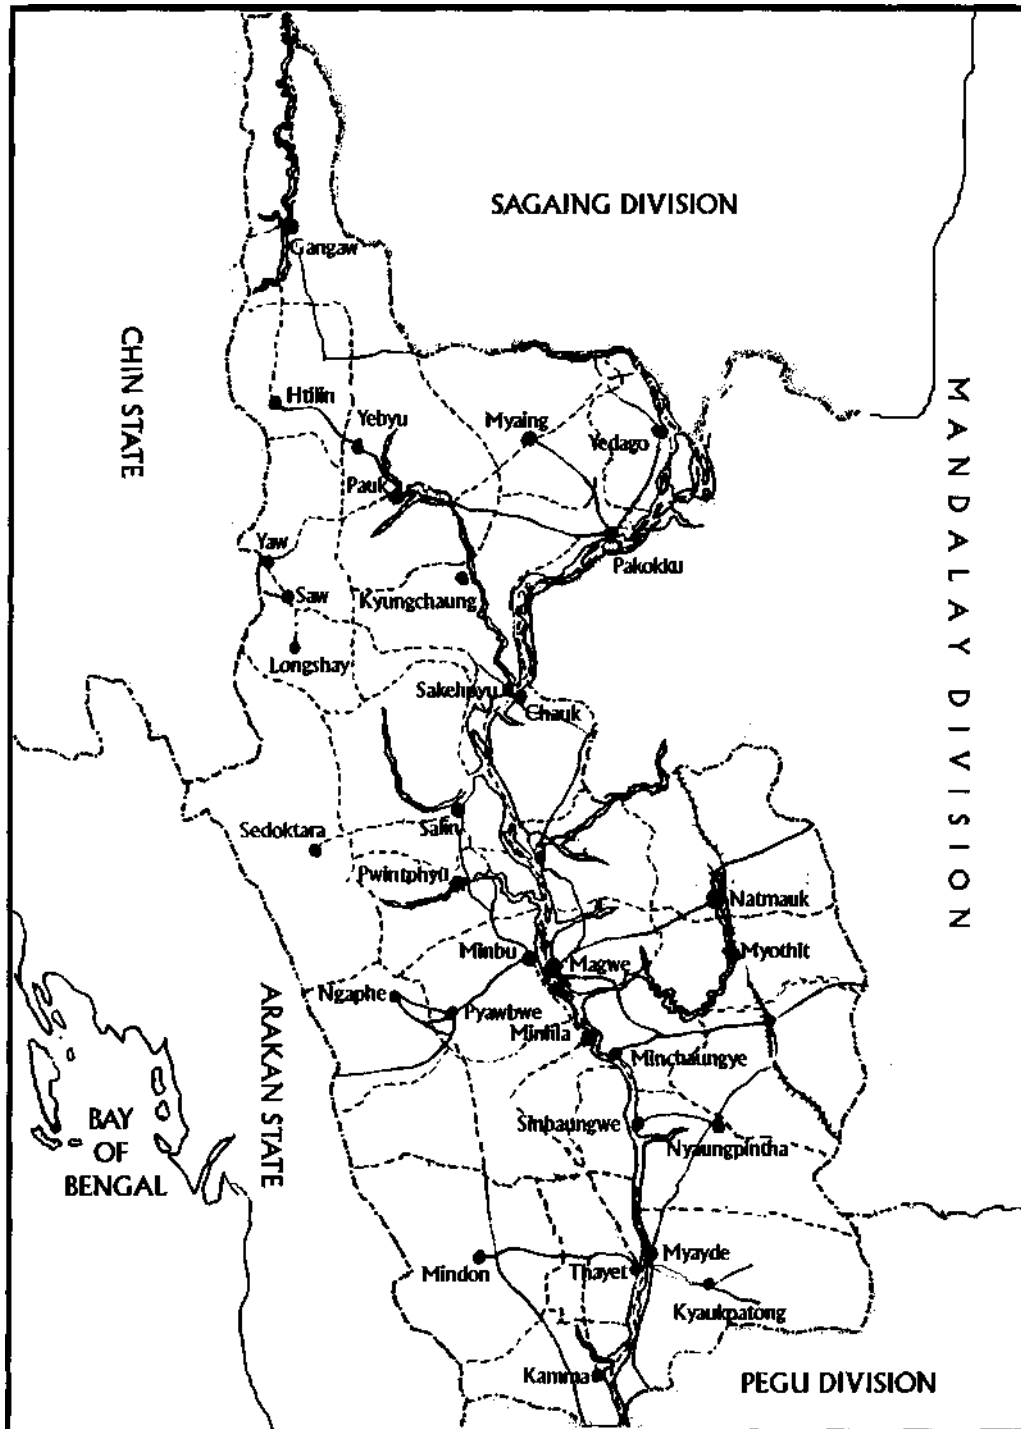 SAGAING DIVISION
Gangaw
CHIN STATE
MANDALAY DIVISION
Htilin
Yebyu
Myaing
Yedago
Pauk
Yaw
Pakokku
Saw
Kyungchaung
Longshay
Sakehpyu
Chauk
Sedoktara
Salin
Pwintphyu
Natmauk
Minbu
Magwe
Myothit
Ngaphe
Pyawbwe
ARAKAN STATE
Minhla
Minchaungye
BAY
OF
BENGAL
Sinbaungwe
Nyaungpintha
Myayde
Mindon
Thayet
Kyaukpatong
Kamma
PEGU DIVISION